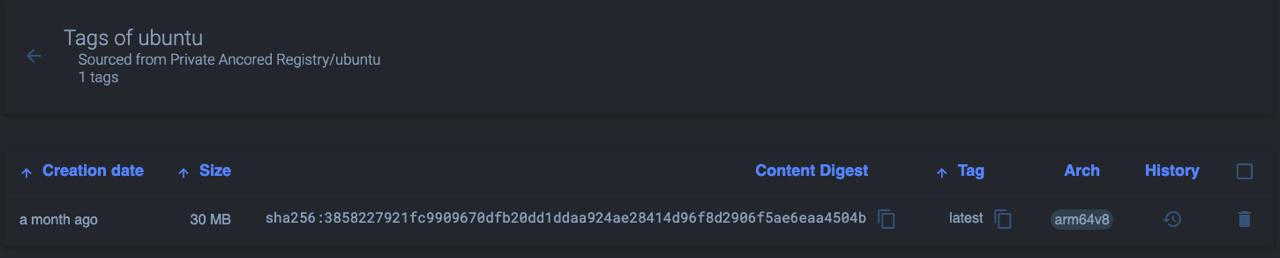 Tags of ubuntu
Sourced from Private Ancored Registry/ubuntu
1 tags
Creation date Size Content Digest Tag Arch History
a month ago 30 MB sha256:3858227921fc9909670dfb20dd1ddaa924ae28414d96f8d2906f5ae6eaa4504b latest arm64v8